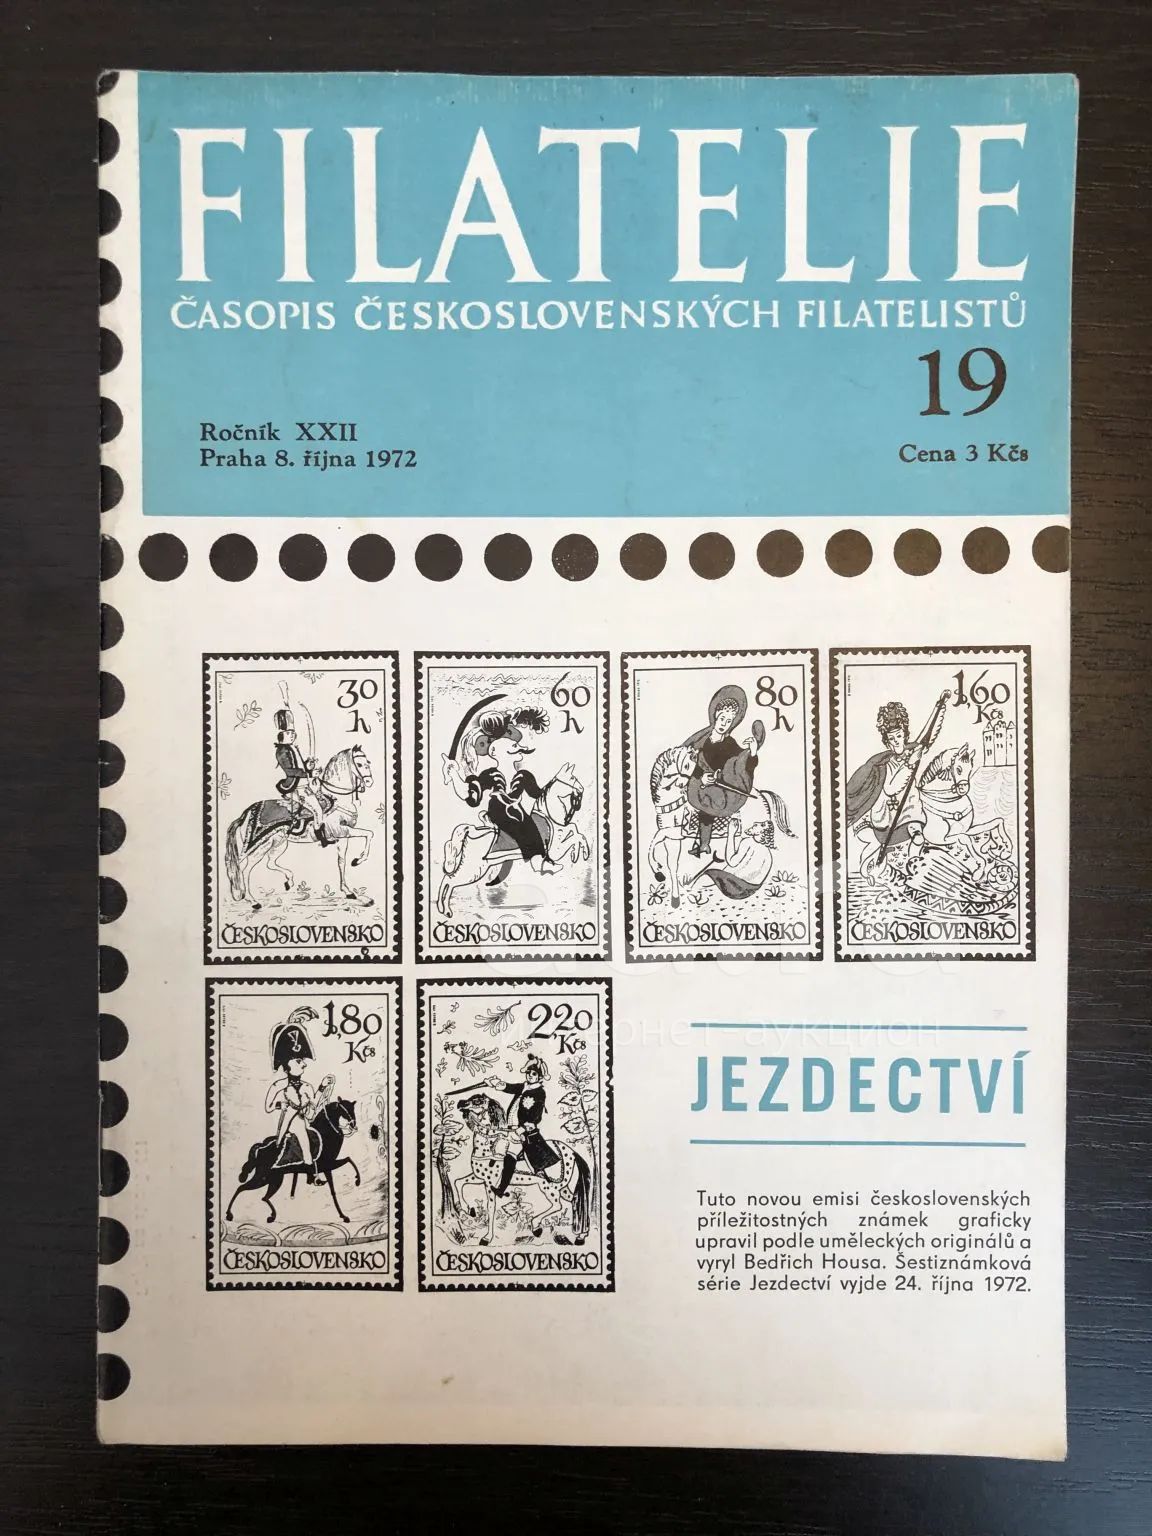 FILATELIE
ČASOPIS ČESKOSLOVENSKÝCH FILATELISTŮ
19
Ročník XXII
Praha 8. října 1972
Cena 3 Kčs
30
h
ČESKOSLOVENSKO
60
h
ČESKOSLOVENSKO
80
h
ČESKOSLOVENSKO
1,60
Kčs
ČESKOSLOVENSKO
1,80
Kčs
ČESKOSLOVENSKO
2,20
Kčs
ČESKOSLOVENSKO
интернет аукцион
JEZDECTVÍ
Tuto novou emisi československých
příležitostných známek graficky
upravil podle uměleckých originálů a
vyryl Bedřich Housa. Šestiznámková
série Jezdectví vyjde 24. října 1972.